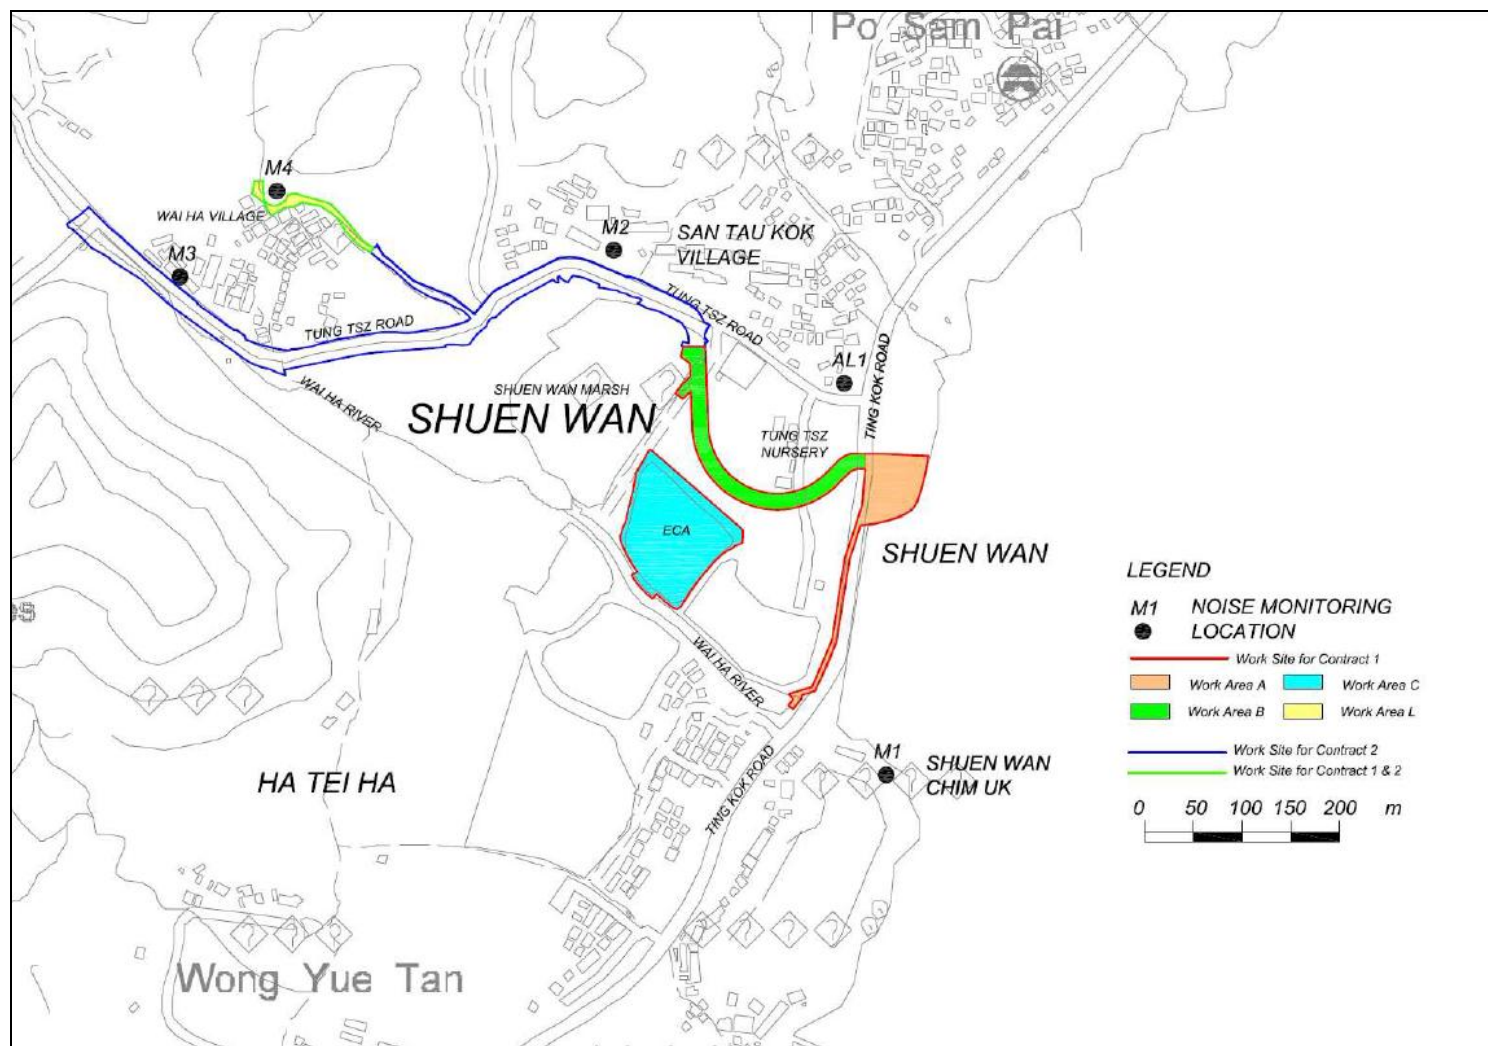 Po Sam Pai
M4
WAI HA VILLAGE
M3
M2
SAN TAU KOK
VILLAGE
TUNG TSZ ROAD
TUNG TSZ ROAD
AL1
TING KOK ROAD
WAI HA RIVER
SHUEN WAN MARSH
SHUEN WAN
TUNG TSZ
NURSERY
ECA
SHUEN WAN
WAI HA RIVER
TING KOK ROAD
M1
SHUEN WAN
CHIM UK
HA TEI HA
Wong Yue Tan
LEGEND
M1 NOISE MONITORING
LOCATION
Work Site for Contract 1
Work Area A
Work Area C
Work Area B
Work Area L
Work Site for Contract 2
Work Site for Contract 1 & 2
0 50 100 150 200 m